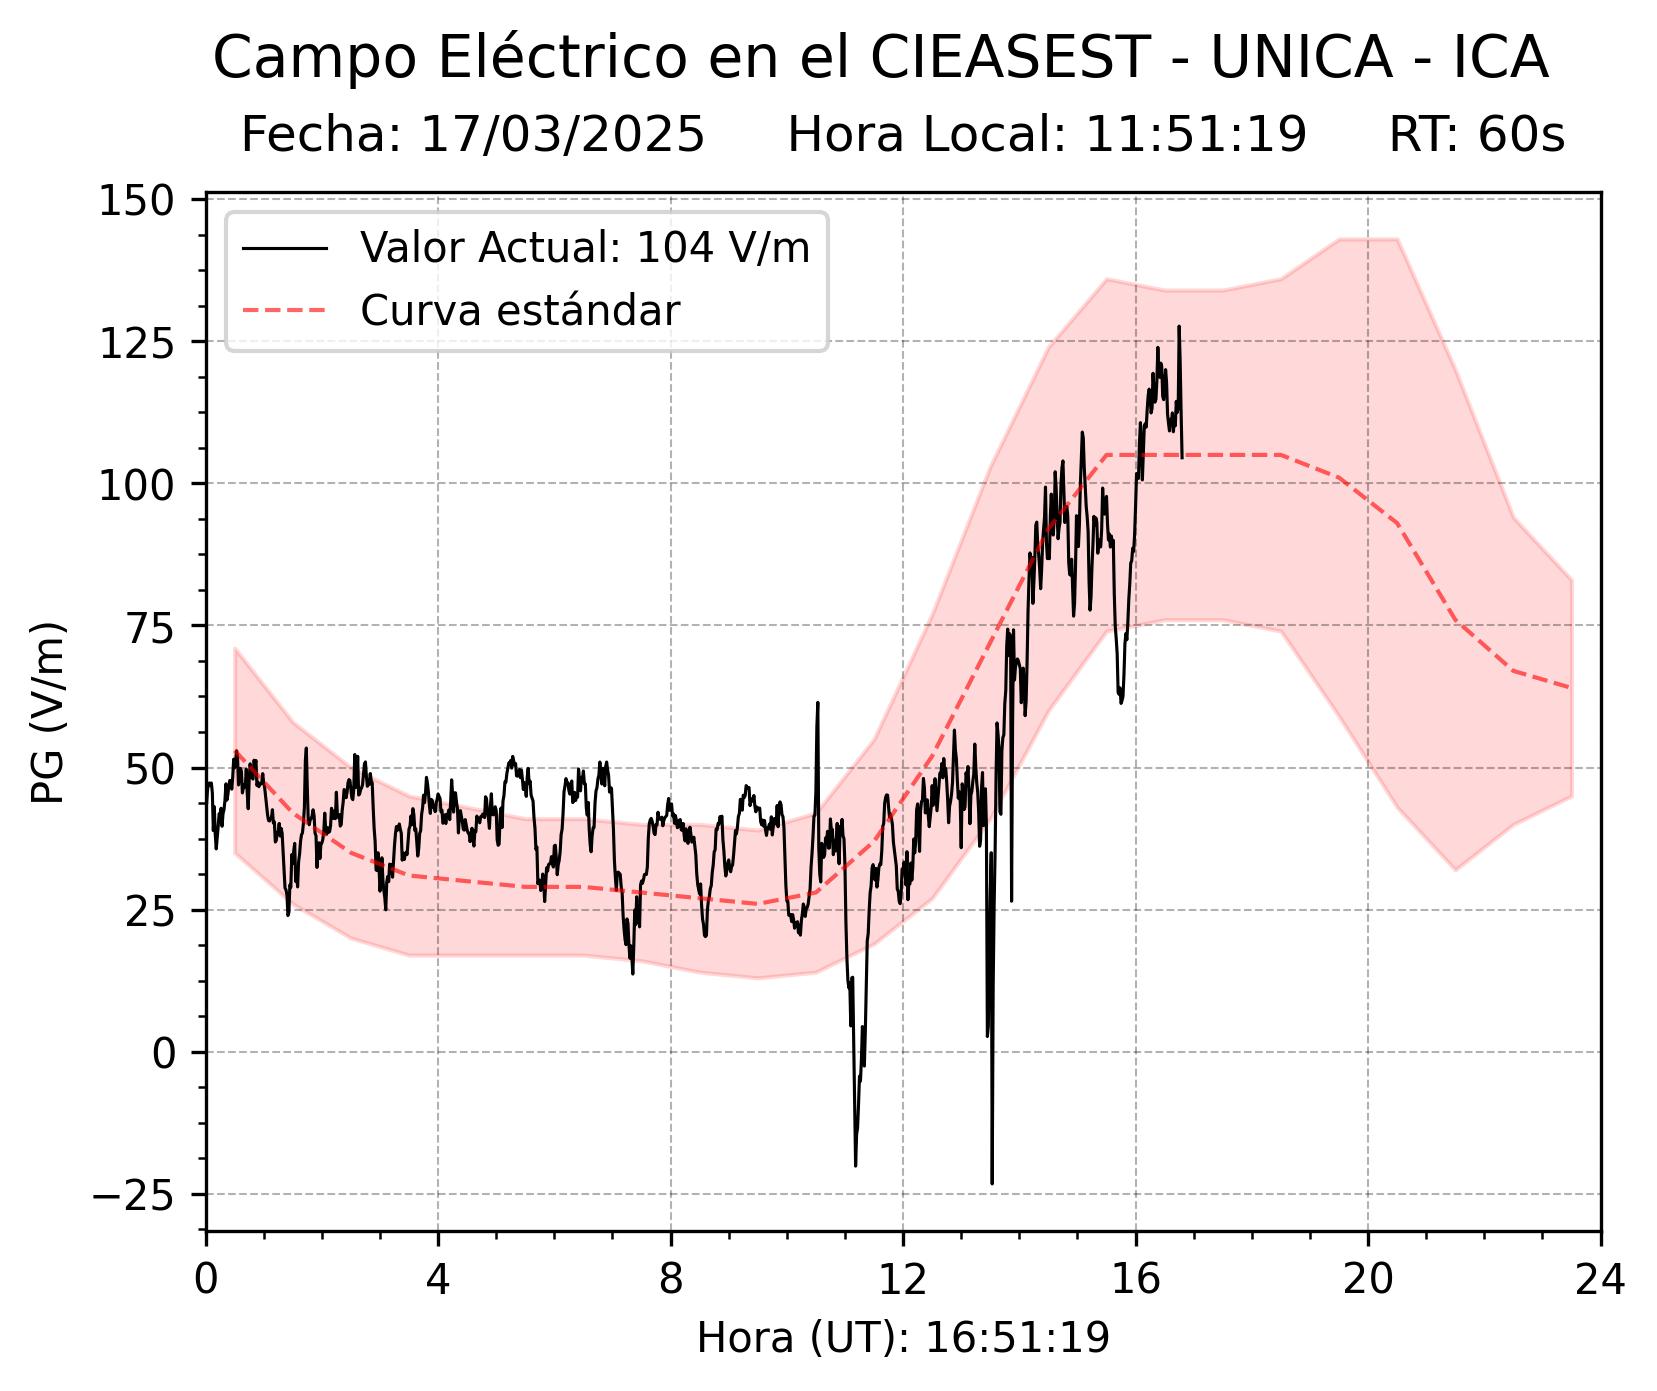 Campo Eléctrico en el CIEASEST - UNICA - ICA
Fecha: 17/03/2025 Hora Local: 11:51:19 RT: 60s
Valor Actual: 104 V/m
Curva estándar
PG (V/m)
150
125
100
75
50
25
0
−25
0 4 8 12 16 20 24
Hora (UT): 16:51:19